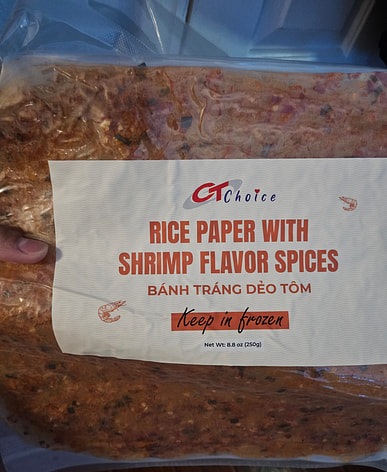 CT Choice
RICE PAPER WITH
SHRIMP FLAVOR SPICES
BÁNH TRÁNG DẺO TÔM
Keep in frozen
Net Wt: 8.8 oz (250g)